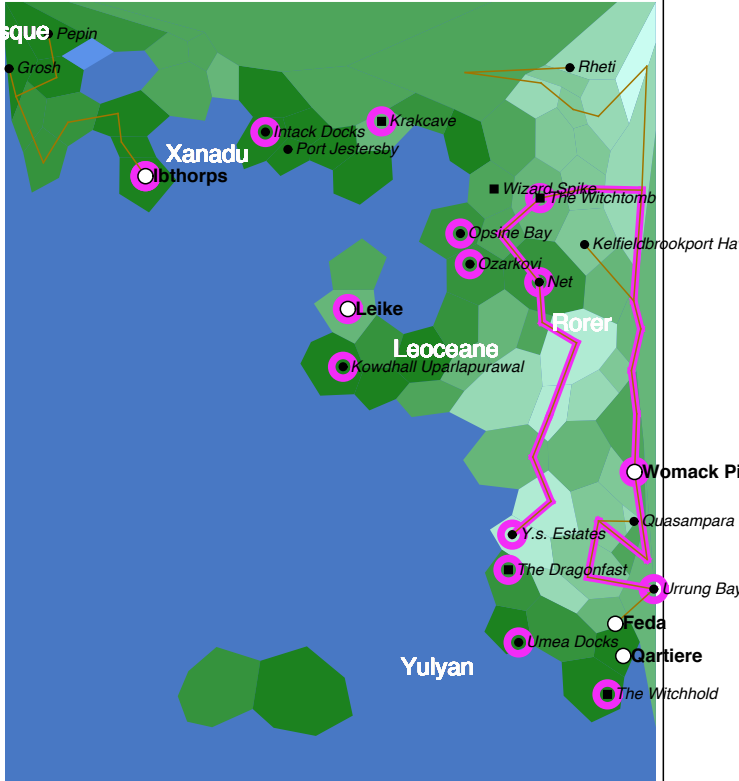 sque
Pepin
Grosh
Rheti
Krakcave
Intack Docks
Port Jestersby
Xanadu
Ibthorps
Wizard Spike
The Witchtomb
Opsine Bay
Kelfieldbrookport Ha
Ozarkovi
Net
Leike
Rorer
Leoceane
Kowdhall Uparlapurawal
Womack Pi
Quasampara
Y.s. Estates
The Dragonfast
Urrung Bay
Feda
Umea Docks
Qartiere
Yulyan
The Witchhold